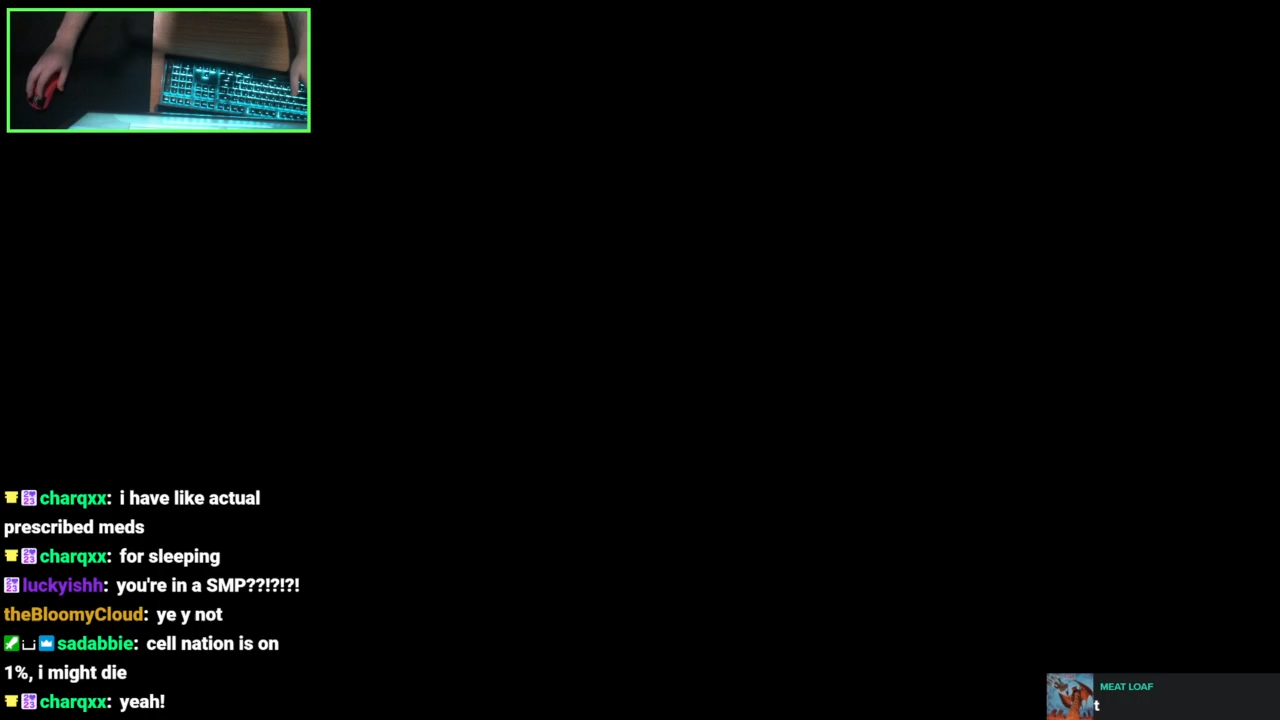 charqxx: i have like actual
prescribed meds
charqxx: for sleeping
luckyishh: you're in a SMP??!?!?!
theBloomyCloud: ye y not
sadabbie: cell nation is on
1%, i might die
charqxx: yeah!
MEAT LOAF
t